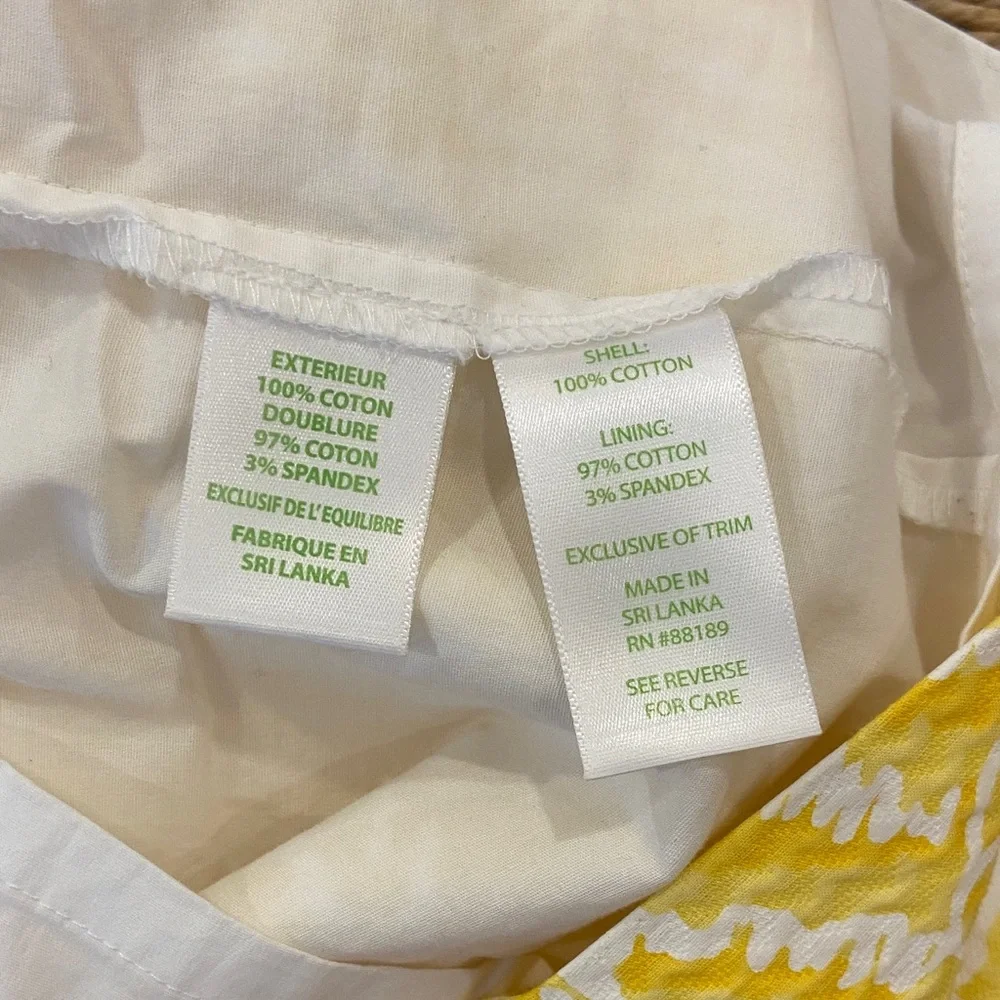 EXTERIEUR
100% COTON
DOUBLURE
97% COTON
3% SPANDEX
EXCLUSIF DE L'EQUILIBRE
FABRIQUE EN
SRI LANKA
SHELL:
100% COTTON
LINING:
97% COTTON
3% SPANDEX
EXCLUSIVE OF TRIM
MADE IN
SRI LANKA
RN #88189
SEE REVERSE
FOR CARE